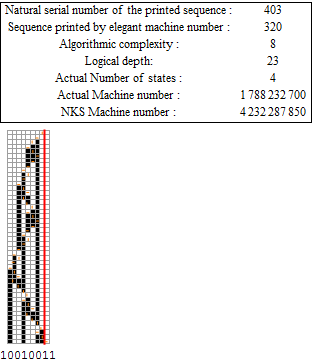 Natural serial number of the printed sequence : 403
Sequence printed by elegant machine number : 320
Algorithmic complexity : 8
Logical depth: 23
Actual Number of states : 4
Actual Machine number : 1 788 232 700
NKS Machine number : 4 232 287 850
10010011